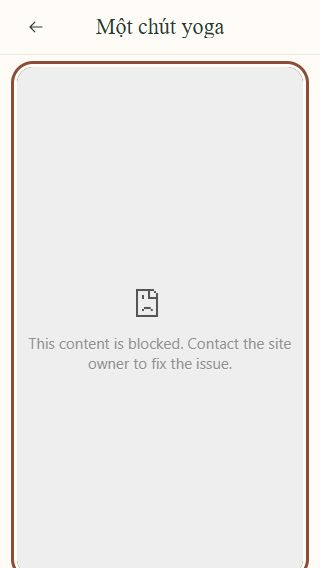 Một chút yoga
This content is blocked. Contact the site
owner to fix the issue.